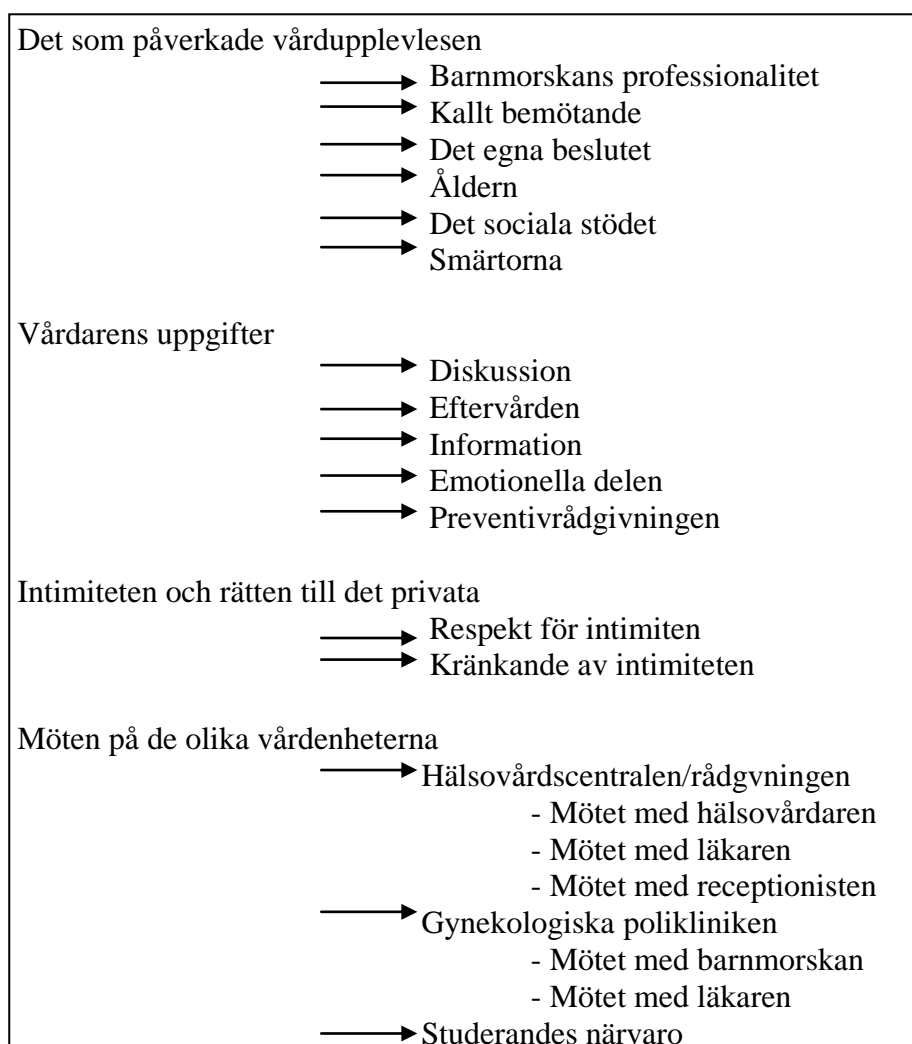 Det som påverkade vårdupplevlesen
Barnmorskans professionalitet
Kallt bemötande
Det egna beslutet
Åldern
Det sociala stödet
Smärtorna
Vårdarens uppgifter
Diskussion
Eftervården
Information
Emotionella delen
Preventivrådgivningen
Intimiteten och rätten till det privata
Respekt för intimiten
Kränkande av intimiteten
Möten på de olika vårdenheterna
Hälsovårdscentralen/rådgvningen
- Mötet med hälsovårdaren
- Mötet med läkaren
- Mötet med receptionisten
Gynekologiska polikliniken
- Mötet med barnmorskan
- Mötet med läkaren
Studerandes närvaro